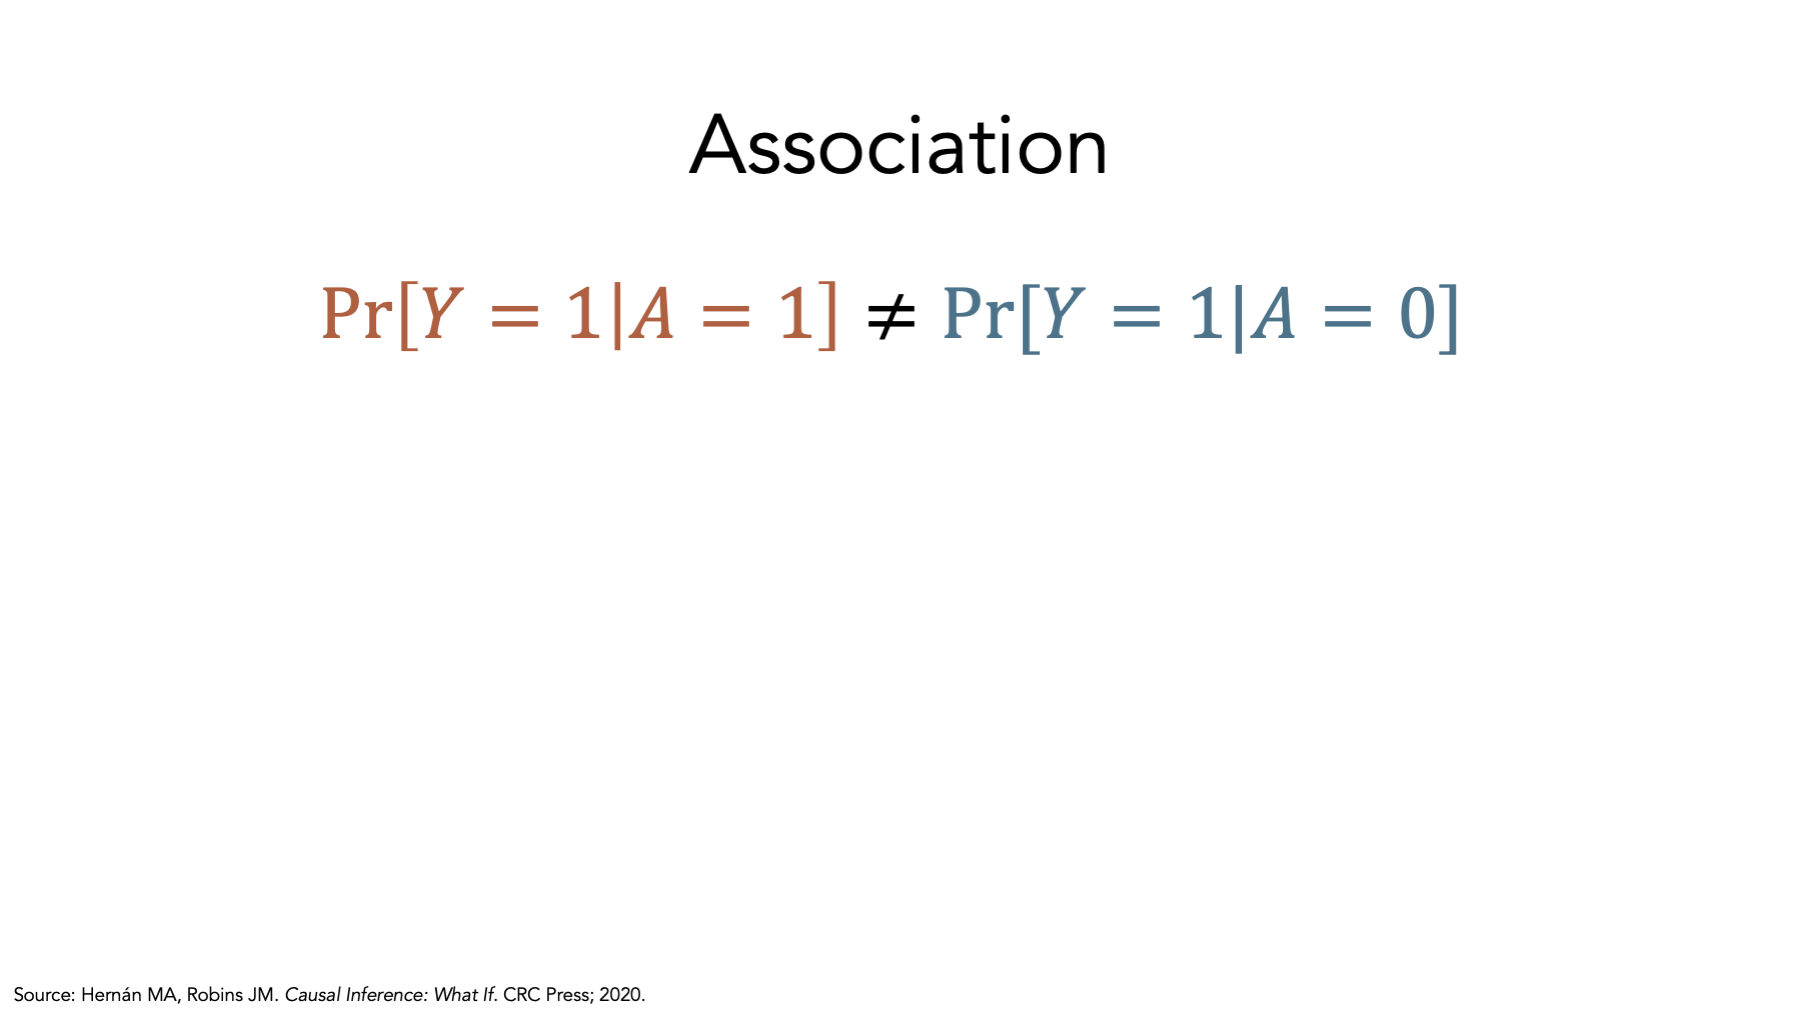 Association
Pr[Y = 1|A = 1] ≠ Pr[Y = 1|A = 0]
Source: Hernán MA, Robins JM. Causal Inference: What If. CRC Press; 2020.